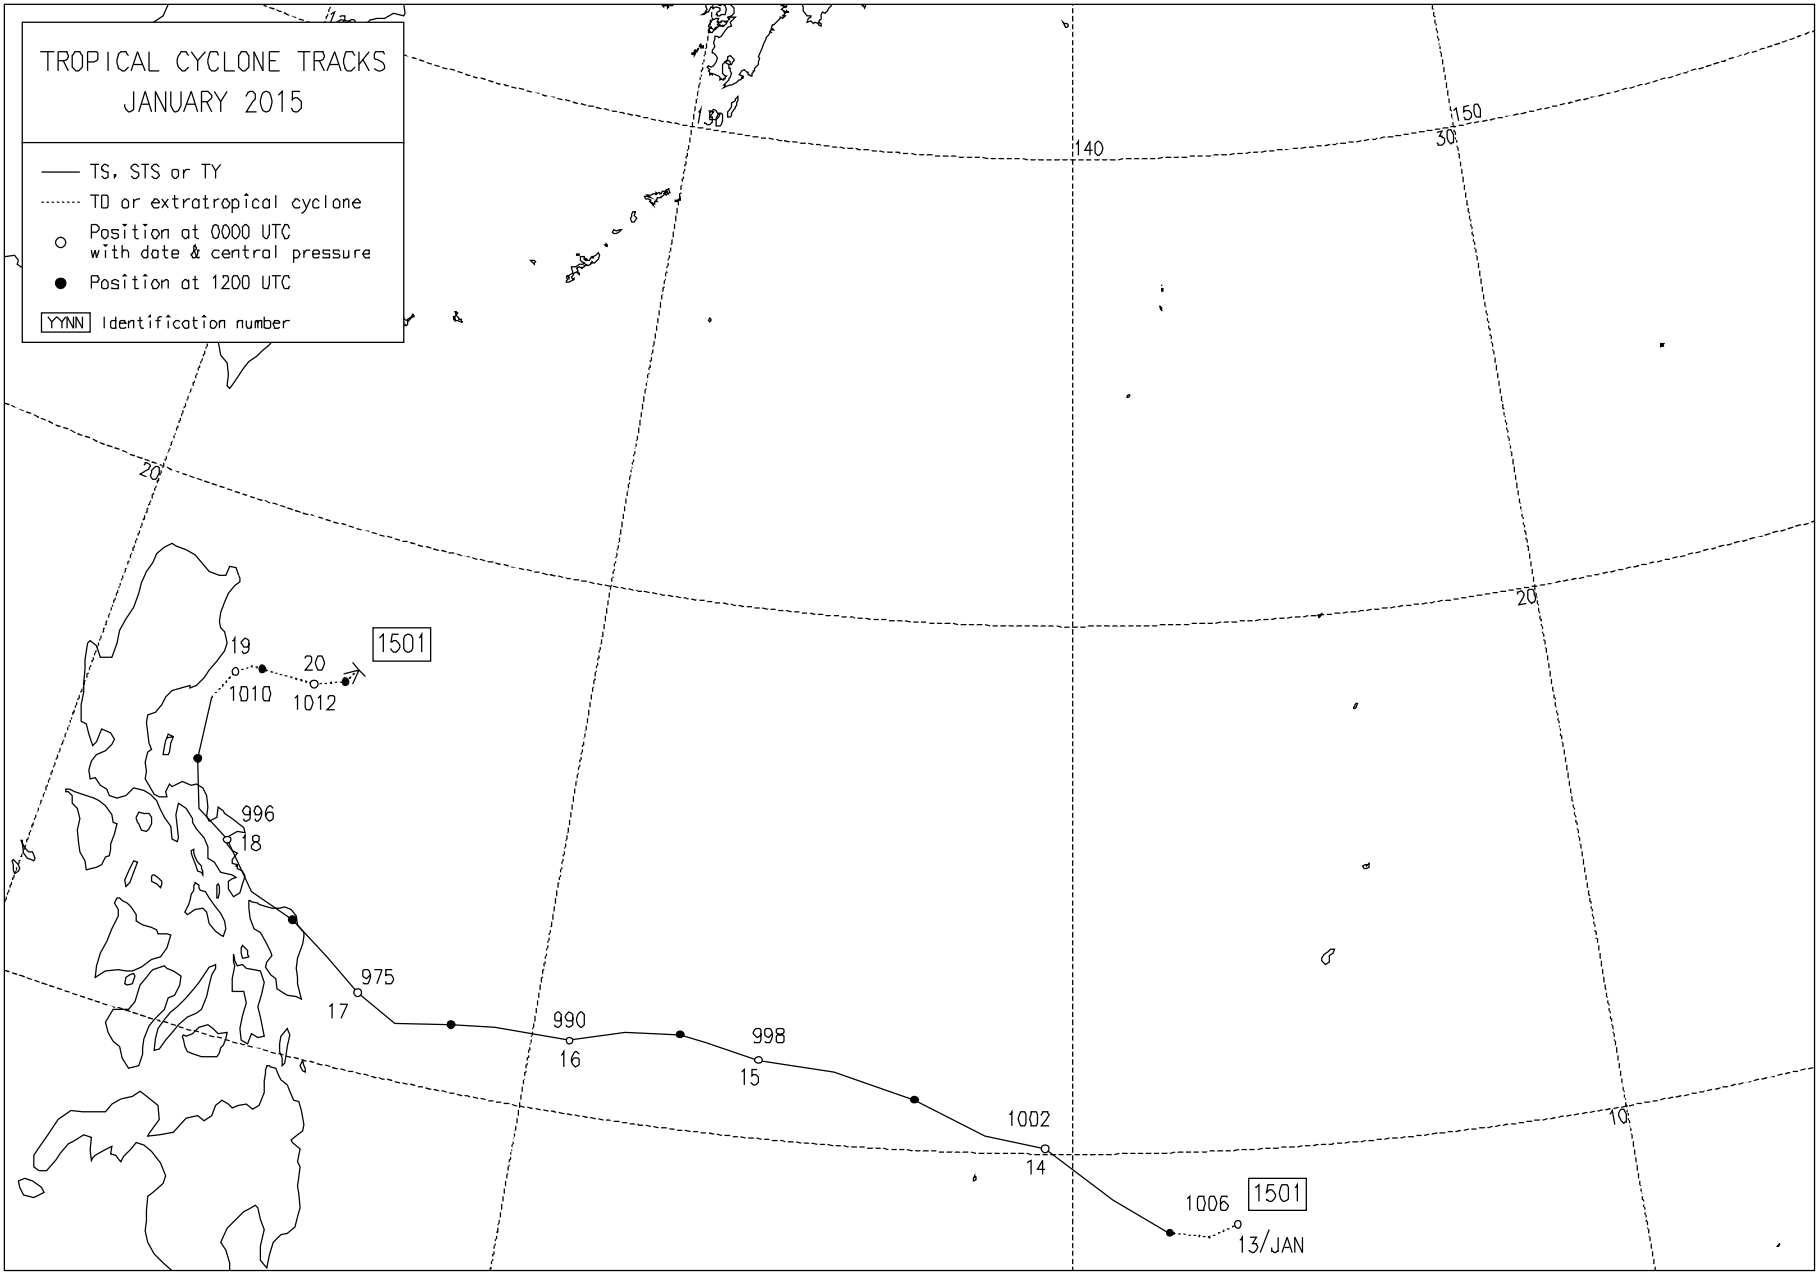 TROPICAL CYCLONE TRACKS
JANUARY 2015
TS, STS or TY
TD or extratropical cyclone
Position at 0000 UTC
with date & central pressure
Position at 1200 UTC
YYNN Identification number
130
140
150
30
20
20
10
19
1010
20
1012
1501
996
18
975
17
990
16
998
15
1002
14
1006
1501
13/JAN